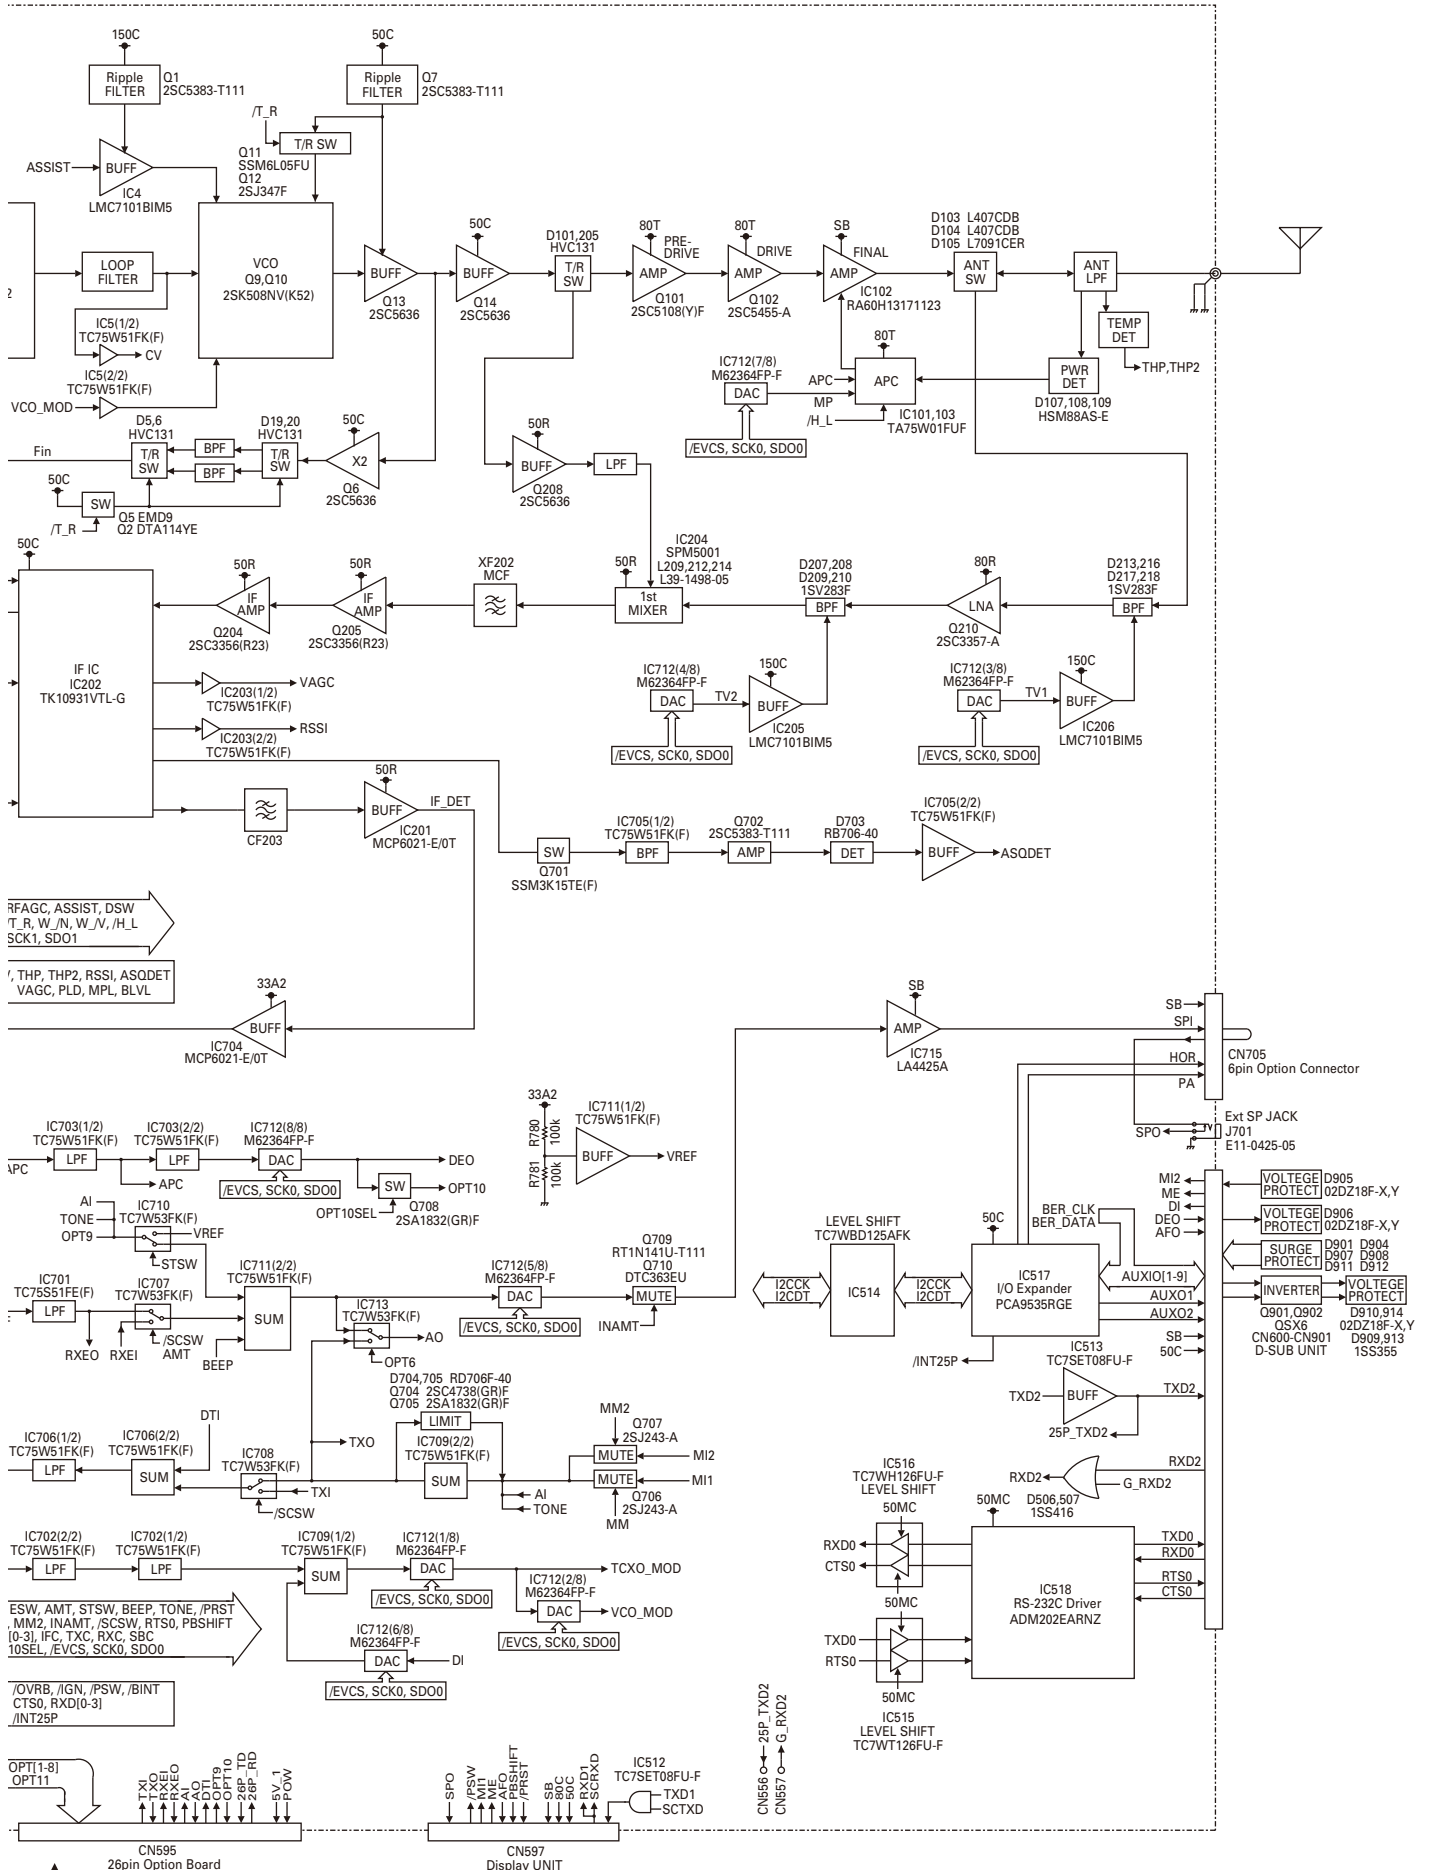 150C
50C
Ripple
FILTER
Q1
2SC5383-T111
Ripple
FILTER
Q7
2SC5383-T111
/T_R
T/R SW
ASSIST
BUFF
IC4
LMC7101BIM5
Q11
SSM6L05FU
Q12
2SJ347F
LOOP
FILTER
VCO
Q9,Q10
2SK508NV(K52)
BUFF
Q13
2SC5636
50C
BUFF
Q14
2SC5636
D101,205
HVC131
T/R
SW
80T
PRE-
DRIVE
AMP
Q101
2SC5108(Y)F
80T
DRIVE
AMP
Q102
2SC5455-A
SB
FINAL
AMP
IC102
RA60H13171123
D103 L407CDB
D104 L407CDB
D105 L7091CER
ANT
SW
ANT
LPF
TEMP
DET
THP,THP2
PWR
DET
D107,108,109
HSM88AS-E
2
IC5(1/2)
TC75W51FK(F)
CV
IC5(2/2)
TC75W51FK(F)
VCO_MOD
IC712(7/8)
M62364FP-F
DAC
/EVCS, SCK0, SDO0
80T
APC
MP
/H_L
APC
IC101,103
TA75W01FUF
D5,6
HVC131
D19,20
HVC131
Fin
T/R
SW
BPF
BPF
T/R
SW
50C
X2
Q6
2SC5636
50C
SW
/T_R
Q5 EMD9
Q2 DTA114YE
50R
BUFF
Q208
2SC5636
LPF
50C
IF IC
IC202
TK10931VTL-G
50R
IF
AMP
Q204
2SC3356(R23)
50R
IF
AMP
Q205
2SC3356(R23)
XF202
MCF
IC204
SPM5001
L209,212,214
L39-1498-05
50R
1st
MIXER
D207,208
D209,210
1SV283F
BPF
80R
LNA
Q210
2SC3357-A
D213,216
D217,218
1SV283F
BPF
IC203(1/2)
TC75W51FK(F)
VAGC
IC203(2/2)
TC75W51FK(F)
RSSI
IC712(4/8)
M62364FP-F
DAC
TV2
150C
BUFF
IC205
LMC7101BIM5
/EVCS, SCK0, SDO0
IC712(3/8)
M62364FP-F
DAC
TV1
150C
BUFF
IC206
LMC7101BIM5
/EVCS, SCK0, SDO0
CF203
50R
BUFF
IF_DET
IC201
MCP6021-E/0T
SW
Q701
SSM3K15TE(F)
IC705(1/2)
TC75W51FK(F)
BPF
Q702
2SC5383-T111
AMP
D703
RB706-40
DET
IC705(2/2)
TC75W51FK(F)
BUFF
ASQDET
RFAGC, ASSIST, DSW
/T_R, W_/N, W_/V, /H_L
SCK1, SDO1
, THP, THP2, RSSI, ASQDET
VAGC, PLD, MPL, BLVL
33A2
BUFF
IC704
MCP6021-E/0T
SB
AMP
IC715
LA4425A
SB
SPI
HOR
PA
CN705
6pin Option Connector
Ext SP JACK
J701
E11-0425-05
SPO
IC703(1/2)
TC75W51FK(F)
LPF
APC
IC703(2/2)
TC75W51FK(F)
LPF
APC
IC712(8/8)
M62364FP-F
DAC
/EVCS, SCK0, SDO0
DEO
SW
OPT10
OPT10SEL
Q708
2SA1832(GR)F
33A2
R780
100k
R781
100k
IC711(1/2)
TC75W51FK(F)
BUFF
VREF
AI
TONE
OPT9
IC710
TC7W53FK(F)
VREF
STSW
IC701
TC75S51FE(F)
LPF
RXEO
IC707
TC7W53FK(F)
RXEI
/SCSW
AMT
IC711(2/2)
TC75W51FK(F)
SUM
BEEP
IC713
TC7W53FK(F)
AO
OPT6
IC712(5/8)
M62364FP-F
DAC
/EVCS, SCK0, SDO0
Q709
RT1N141U-T111
Q710
DTC363EU
MUTE
INAMT
LEVEL SHIFT
TC7WBD125AFK
I2CCK
I2CDT
IC514
I2CCK
I2CDT
50C
IC517
I/O Expander
PCA9535RGE
/INT25P
BER_CLK
BER_DATA
AUXIO[1-9]
AUXO1
AUXO2
SB
50C
MI2
ME
DI
DEO
AFO
VOLTEGE
PROTECT
D905
02DZ18F-X,Y
VOLTEGE
PROTECT
D906
02DZ18F-X,Y
SURGE
PROTECT
D901 D904
D907 D908
D911 D912
INVERTER
VOLTEGE
PROTECT
Q901,Q902
QSX6
CN600-CN901
D-SUB UNIT
D910,914
02DZ18F-X,Y
D909,913
1SS355
IC513
TC7SET08FU-F
TXD2
BUFF
TXD2
25P_TXD2
RXD2
RXD2
G_RXD2
D506,507
1SS416
D704,705 RD706F-40
Q704 2SC4738(GR)F
Q705 2SA1832(GR)F
LIMIT
IC709(2/2)
TC75W51FK(F)
SUM
TXO
AI
TONE
MM2
Q707
2SJ243-A
MUTE
MI2
MUTE
MI1
Q706
2SJ243-A
MM
IC706(1/2)
TC75W51FK(F)
LPF
IC706(2/2)
TC75W51FK(F)
SUM
DTI
IC708
TC7W53FK(F)
TXI
/SCSW
IC516
TC7WH126FU-F
LEVEL SHIFT
50MC
RXD0
CTS0
50MC
TXD0
RTS0
50MC
IC515
LEVEL SHIFT
TC7WT126FU-F
50MC
IC518
RS-232C Driver
ADM202EARNZ
TXD0
RXD0
RTS0
CTS0
IC702(2/2)
TC75W51FK(F)
LPF
IC702(1/2)
TC75W51FK(F)
LPF
IC709(1/2)
TC75W51FK(F)
SUM
IC712(1/8)
M62364FP-F
DAC
/EVCS, SCK0, SDO0
TCXO_MOD
IC712(2/8)
M62364FP-F
DAC
VCO_MOD
/EVCS, SCK0, SDO0
IC712(6/8)
M62364FP-F
DAC
DI
/EVCS, SCK0, SDO0
ESW, AMT, STSW, BEEP, TONE, /PRST
, MM2, INAMT, /SCSW, RTS0, PBSHIFT
[0-3], IFC, TXC, RXC, SBC
10SEL, /EVCS, SCK0, SDO0
/OVRB, /IGN, /PSW, /BINT
CTS0, RXD[0-3]
/INT25P
OPT[1-8]
OPT11
TXI
TXO
RXEI
RXEO
AI
AO
DTI
OPT9
OPT10
26P_TD
26P_RD
5V_1
POW
CN595
26pin Option Board
SPO
/PSW
MI1
ME
AFO
PBSHIFT
/PRST
SB
80C
50C
RXD1
SCRXD
IC512
TC7SET08FU-F
TXD1
SCTXD
CN597
Display UNIT
CN556
25P_TXD2
CN557
G_RXD2